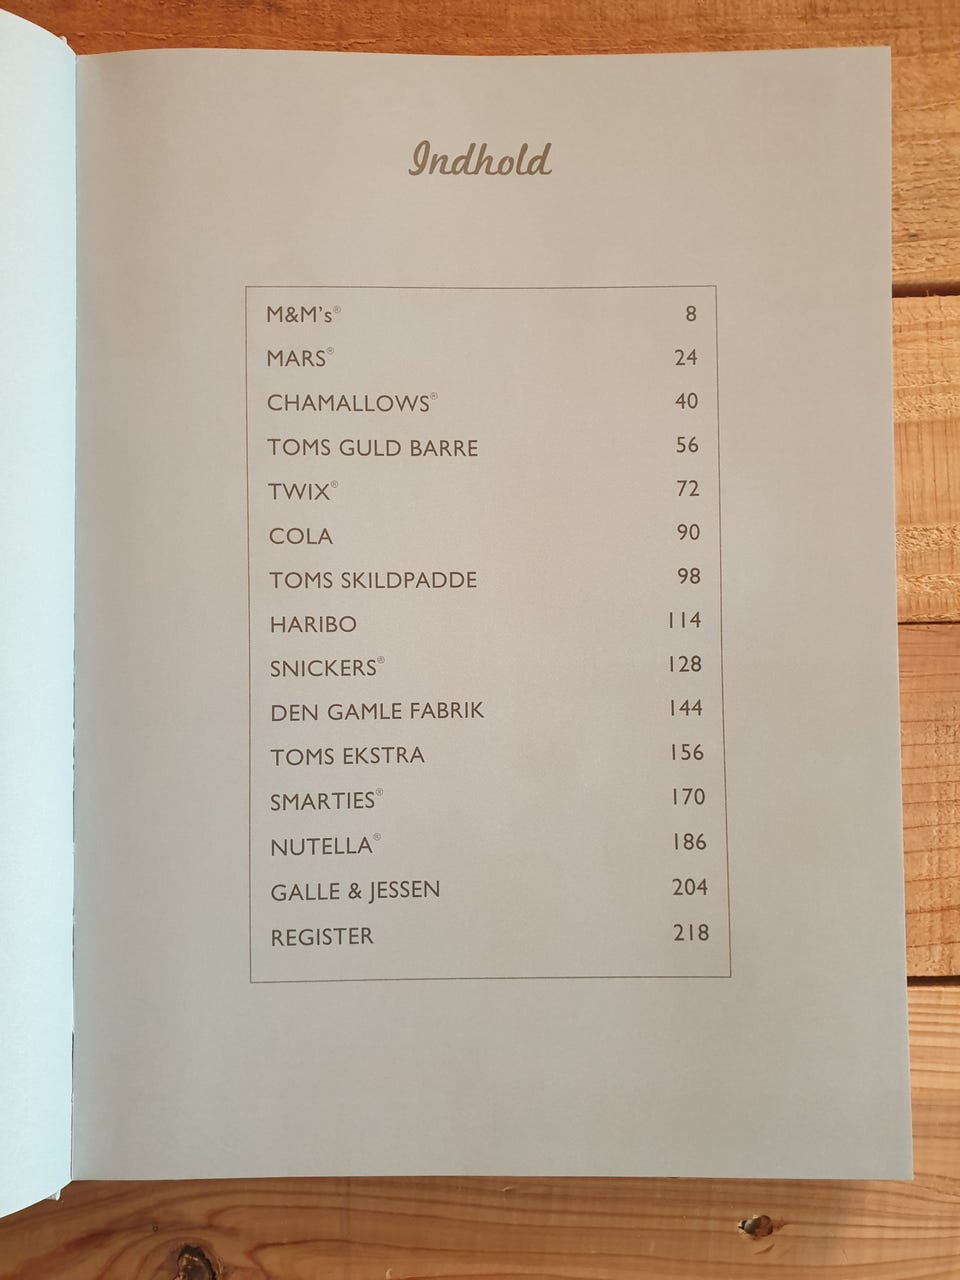 Indhold
M&M's® 8
MARS® 24
CHAMALLOWS® 40
TOMS GULD BARRE 56
TWIX® 72
COLA 90
TOMS SKILDPADDE 98
HARIBO 114
SNICKERS® 128
DEN GAMLE FABRIK 144
TOMS EKSTRA 156
SMARTIES® 170
NUTELLA® 186
GALLE & JESSEN 204
REGISTER 218